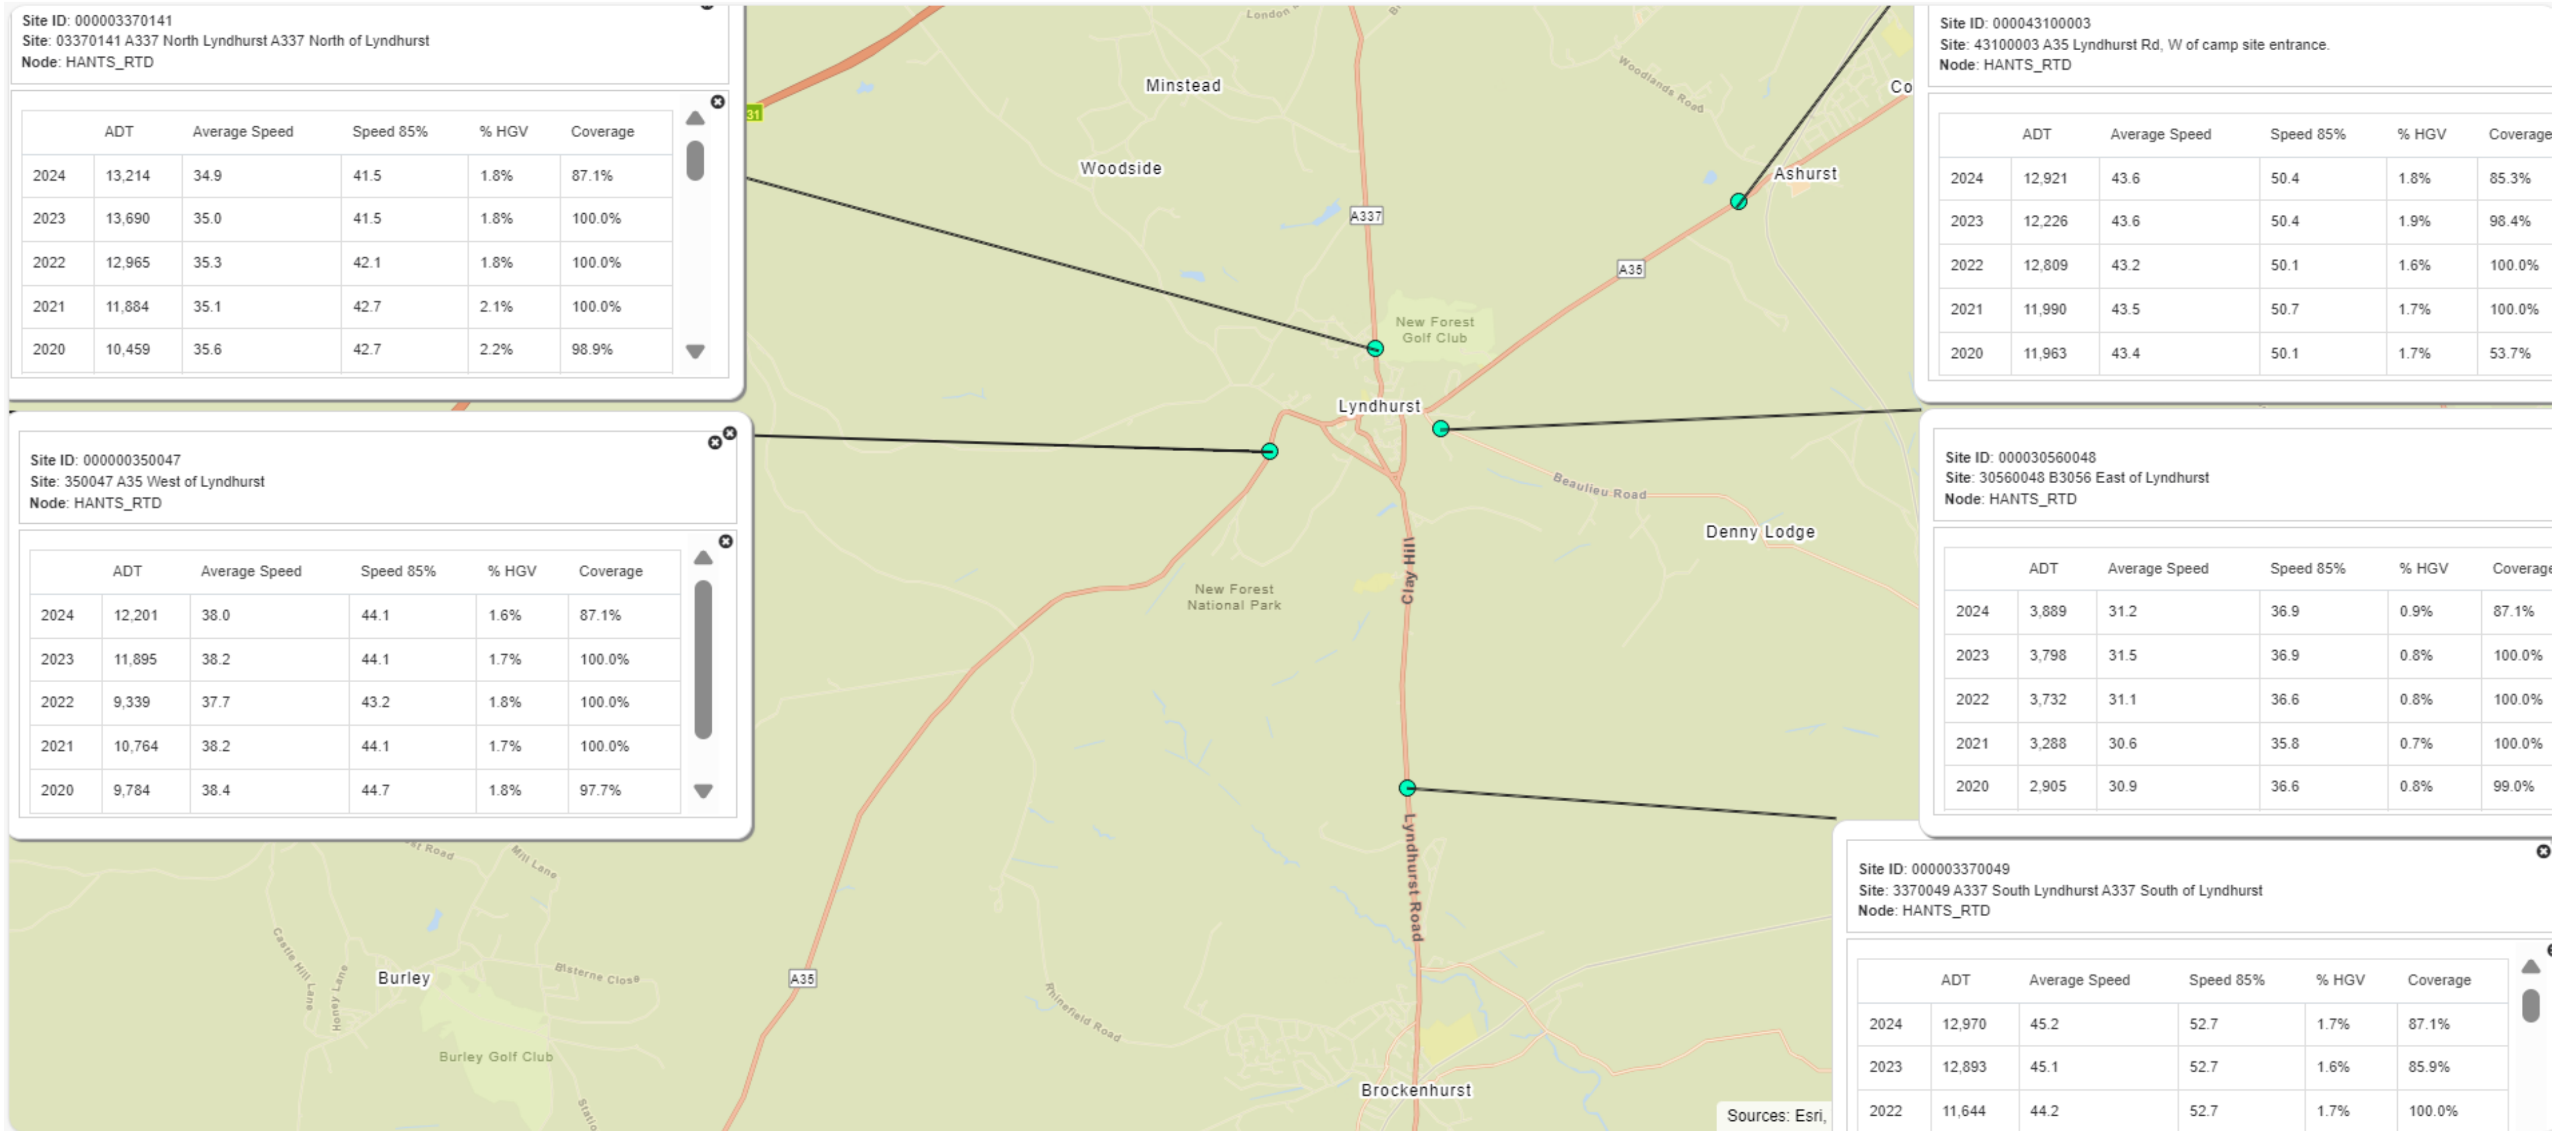 Site ID: 000003370141
Site: 03370141 A337 North Lyndhurst A337 North of Lyndhurst
Node: HANTS_RTD
ADT Average Speed Speed 85% % HGV Coverage
2024 13,214 34.9 41.5 1.8% 87.1%
2023 13,690 35.0 41.5 1.8% 100.0%
2022 12,965 35.3 42.1 1.8% 100.0%
2021 11,884 35.1 42.7 2.1% 100.0%
2020 10,459 35.6 42.7 2.2% 98.9%
Site ID: 000000350047
Site: 350047 A35 West of Lyndhurst
Node: HANTS_RTD
ADT Average Speed Speed 85% % HGV Coverage
2024 12,201 38.0 44.1 1.6% 87.1%
2023 11,895 38.2 44.1 1.7% 100.0%
2022 9,339 37.7 43.2 1.8% 100.0%
2021 10,764 38.2 44.1 1.7% 100.0%
2020 9,784 38.4 44.7 1.8% 97.7%
31
London
Minstead
Woodside
A337
Woodlands Road
Co
Ashurst
A35
New Forest
Golf Club
Lyndhurst
Beaulieu Road
Denny Lodge
Clay Hill
New Forest
National Park
Lyndhurst Road
st Road
Mill Lane
Castle Hill Lane
Honey Lane
Burley
Bisterne Close
Burley Golf Club
Statio
A35
Rhinefield Road
Brockenhurst
Sources: Esri,
Site ID: 000043100003
Site: 43100003 A35 Lyndhurst Rd, W of camp site entrance.
Node: HANTS_RTD
ADT Average Speed Speed 85% % HGV Coverage
2024 12,921 43.6 50.4 1.8% 85.3%
2023 12,226 43.6 50.4 1.9% 98.4%
2022 12,809 43.2 50.1 1.6% 100.0%
2021 11,990 43.5 50.7 1.7% 100.0%
2020 11,963 43.4 50.1 1.7% 53.7%
Site ID: 000030560048
Site: 30560048 B3056 East of Lyndhurst
Node: HANTS_RTD
ADT Average Speed Speed 85% % HGV Coverage
2024 3,889 31.2 36.9 0.9% 87.1%
2023 3,798 31.5 36.9 0.8% 100.0%
2022 3,732 31.1 36.6 0.8% 100.0%
2021 3,288 30.6 35.8 0.7% 100.0%
2020 2,905 30.9 36.6 0.8% 99.0%
Site ID: 000003370049
Site: 3370049 A337 South Lyndhurst A337 South of Lyndhurst
Node: HANTS_RTD
ADT Average Speed Speed 85% % HGV Coverage
2024 12,970 45.2 52.7 1.7% 87.1%
2023 12,893 45.1 52.7 1.6% 85.9%
2022 11,644 44.2 52.7 1.7% 100.0%